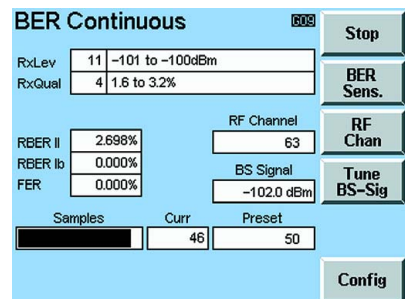 BER Continuous G09
RxLev 11 -101 to -100dBm
RxQual 4 1.6 to 3.2%
RF Channel
RBER II 2.698% 63
RBER Ib 0.000% BS Signal
FER 0.000% -102.0 dBm
Samples Curr Preset
46 50
Stop
BER
Sens.
RF
Chan
Tune
BS-Sig
Config